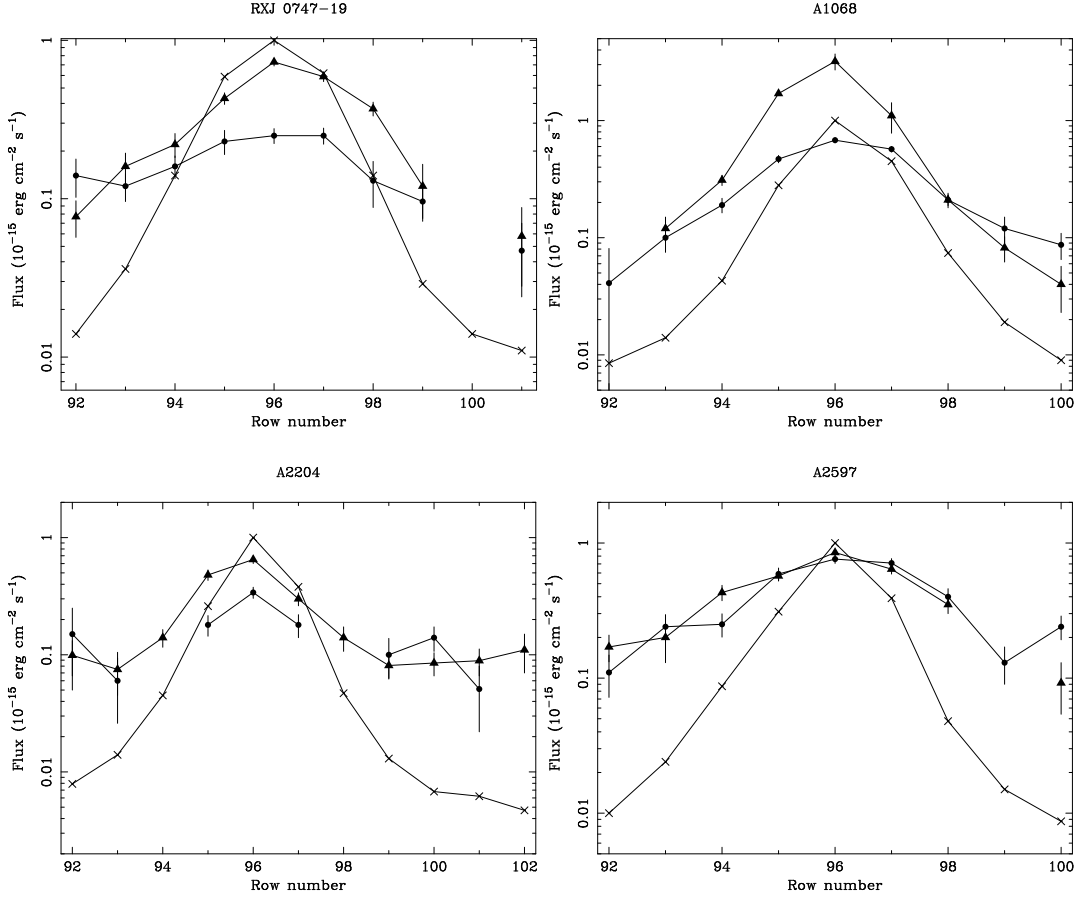 RXJ 0747−19
Flux (10⁻¹⁵ erg cm⁻² s⁻¹)
1
0.1
0.01
92 94 96 98 100
Row number
A1068
Flux (10⁻¹⁵ erg cm⁻² s⁻¹)
1
0.1
0.01
92 94 96 98 100
Row number
A2204
Flux (10⁻¹⁵ erg cm⁻² s⁻¹)
1
0.1
0.01
92 94 96 98 100 102
Row number
A2597
Flux (10⁻¹⁵ erg cm⁻² s⁻¹)
1
0.1
0.01
92 94 96 98 100
Row number